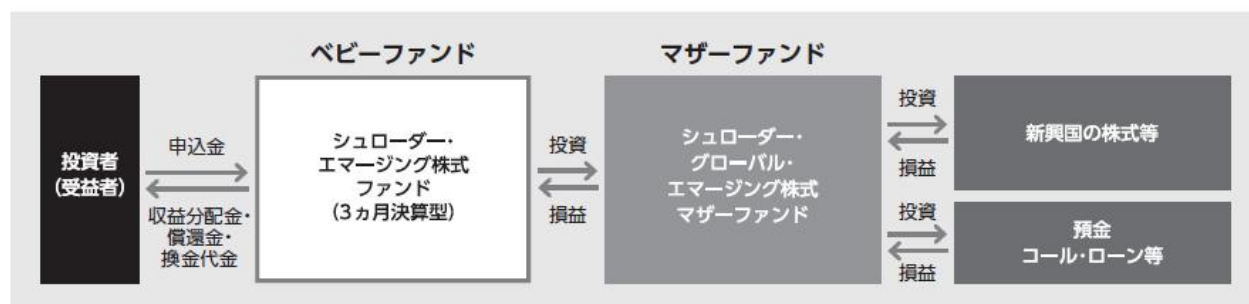 ベビーファンド
マザーファンド
投資者
(受益者)
申込金
収益分配金・
償還金・
換金代金
シュローダー・
エマージング株式
ファンド
(3ヵ月決算型)
投資
損益
シュローダー・
グローバル・
エマージング株式
マザーファンド
投資
損益
新興国の株式等
投資
損益
預金
コール・ローン等